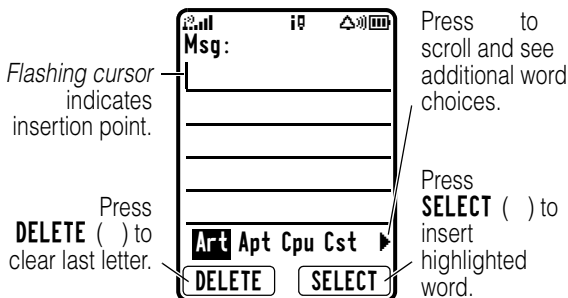 Msg:
Flashing cursor
indicates
insertion point.
Press to
scroll and see
additional word
choices.
Press
DELETE ( ) to
clear last letter.
Press
SELECT ( ) to
insert
highlighted
word.
Art Apt Cpu Cst
DELETE SELECT